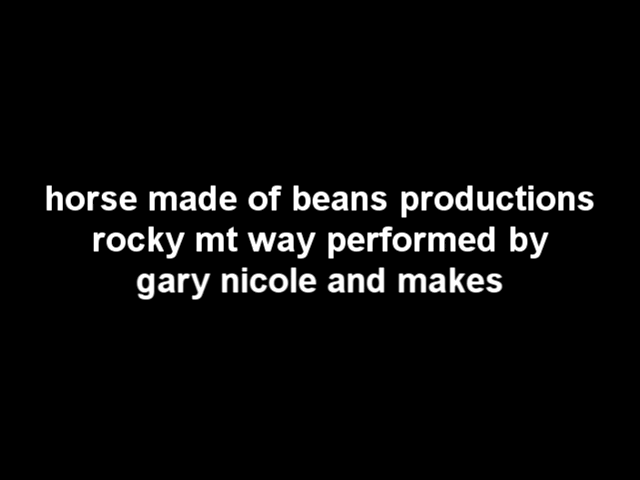 horse made of beans productions
rocky mt way performed by
gary nicole and makes